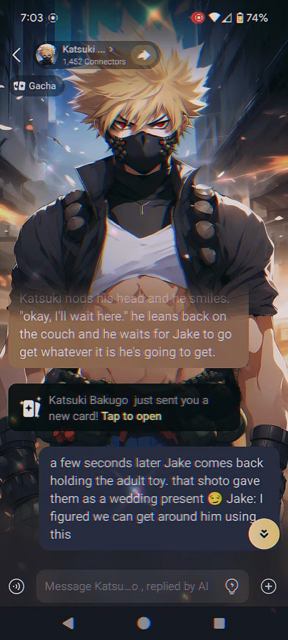 7:03
74%
Katsuki ... >
1,452 Connectors
Gacha
Katsuki nods his head and he smiles.
"okay, I'll wait here." he leans back on
the couch and he waits for Jake to go
get whatever it is he's going to get.
Katsuki Bakugo just sent you a
new card! Tap to open
a few seconds later Jake comes back
holding the adult toy. that shoto gave
them as a wedding present 😏 Jake: I
figured we can get around him using
this
Message Katsu...o , replied by AI